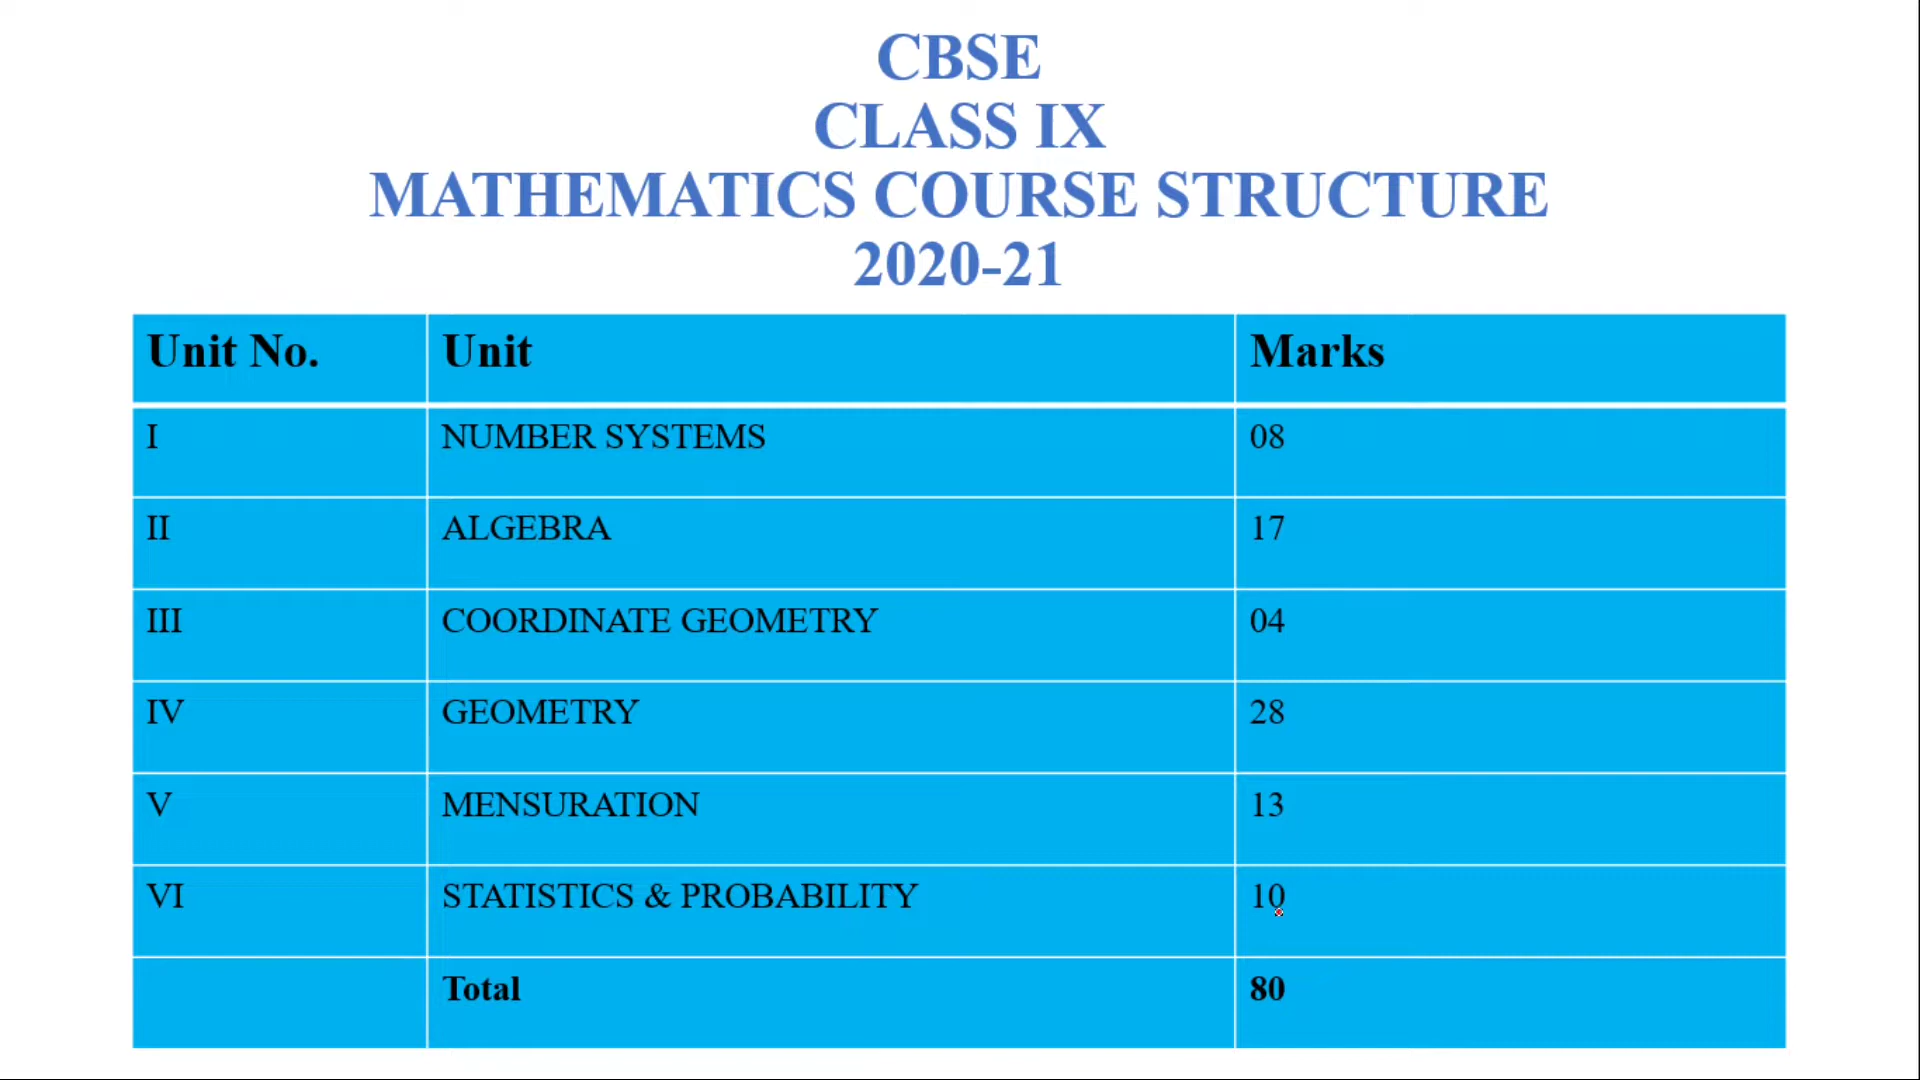 CBSE
CLASS IX
MATHEMATICS COURSE STRUCTURE
2020-21
Unit No. Unit Marks
I NUMBER SYSTEMS 08
II ALGEBRA 17
III COORDINATE GEOMETRY 04
IV GEOMETRY 28
V MENSURATION 13
VI STATISTICS & PROBABILITY 10
Total 80